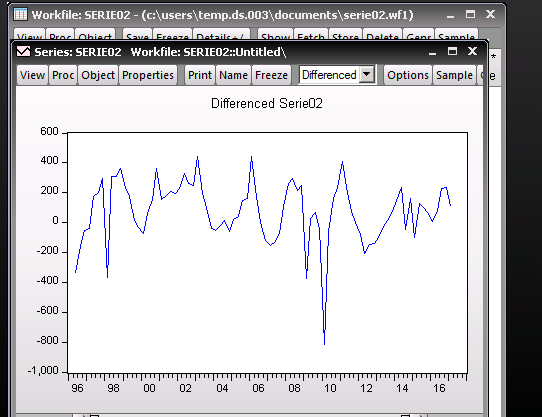 Workfile: SERIE02 - (c:\users\temp.ds.003\documents\serie02.wf1)
View Proc Object Save Freeze Details+/- Show Fetch Store Delete Genr Sample
Series: SERIE02 Workfile: SERIE02::Untitled\
View Proc Object Properties Print Name Freeze Differenced Options Sample
Differenced Serie02
600
400
200
0
-200
-400
-600
-800
-1,000
96 98 00 02 04 06 08 10 12 14 16